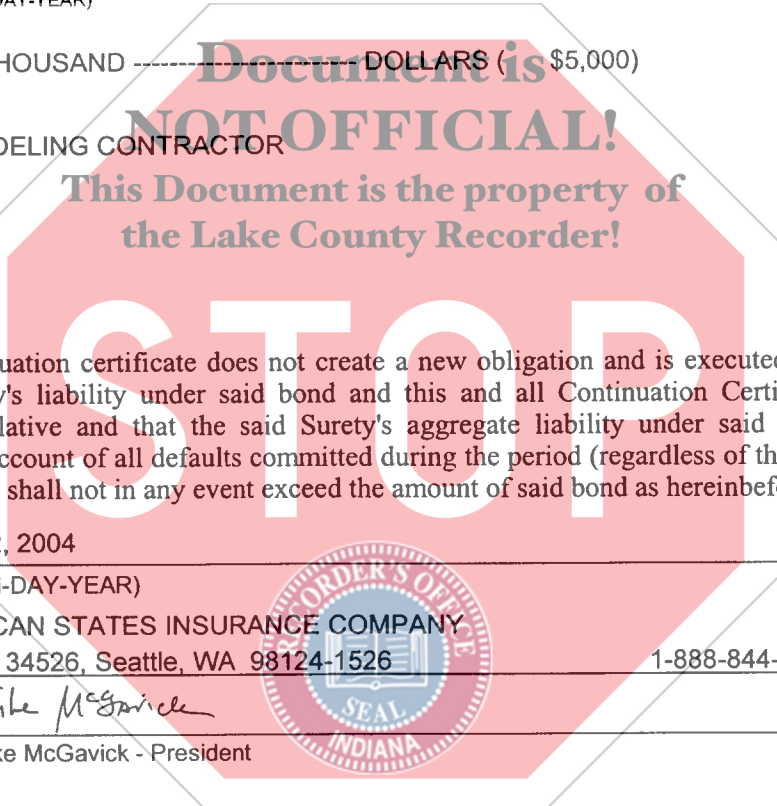 DAY-YEAR)
HOUSAND ------------------------ DOLLARS ( $5,000)
Document is
NOT OFFICIAL!
DELING CONTRACTOR
This Document is the property of
the Lake County Recorder!
STOP
uation certificate does not create a new obligation and is executed
y's liability under said bond and this and all Continuation Certi
lative and that the said Surety's aggregate liability under said
ccount of all defaults committed during the period (regardless of th
shall not in any event exceed the amount of said bond as hereinbef
, 2004
-DAY-YEAR)
CAN STATES INSURANCE COMPANY
34526, Seattle, WA 98124-1526 1-888-844-
ke McGavick
ke McGavick - President
RECORDER'S OFFICE
SEAL
INDIANA